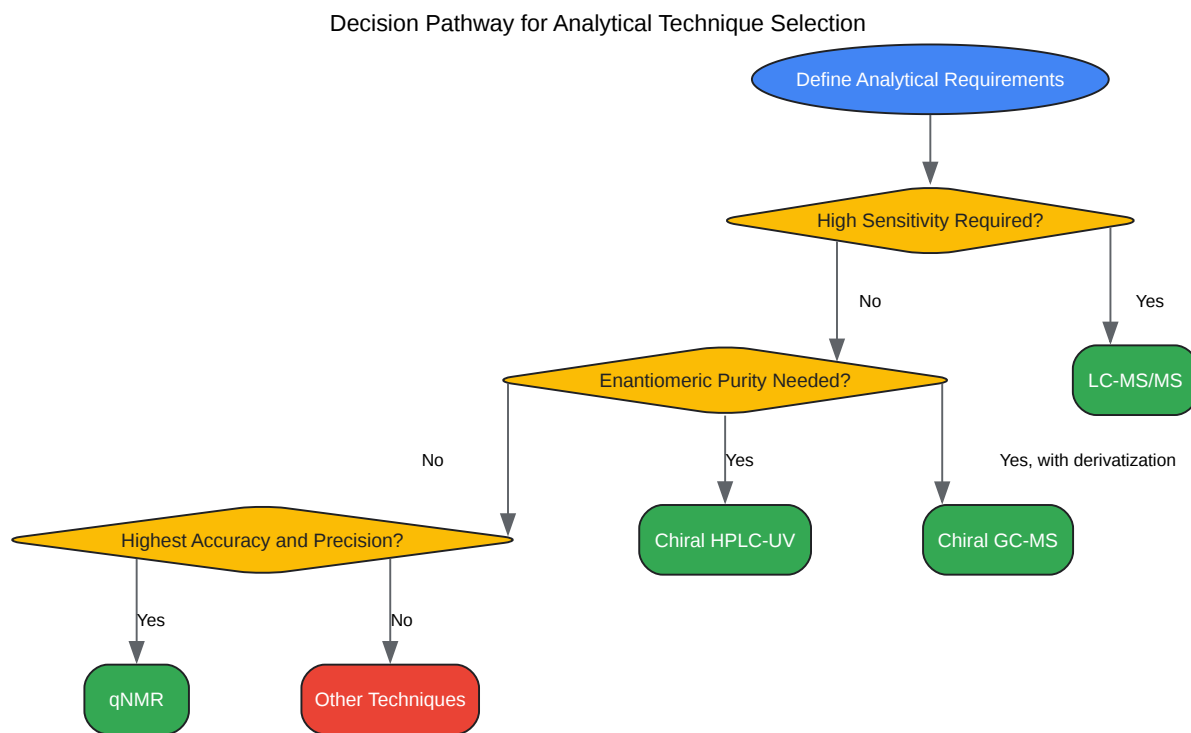 Decision Pathway for Analytical Technique Selection
Define Analytical Requirements
High Sensitivity Required?
No
Yes
Enantiomeric Purity Needed?
LC-MS/MS
No
Yes
Yes, with derivatization
Highest Accuracy and Precision?
Chiral HPLC-UV
Chiral GC-MS
Yes
No
qNMR
Other Techniques